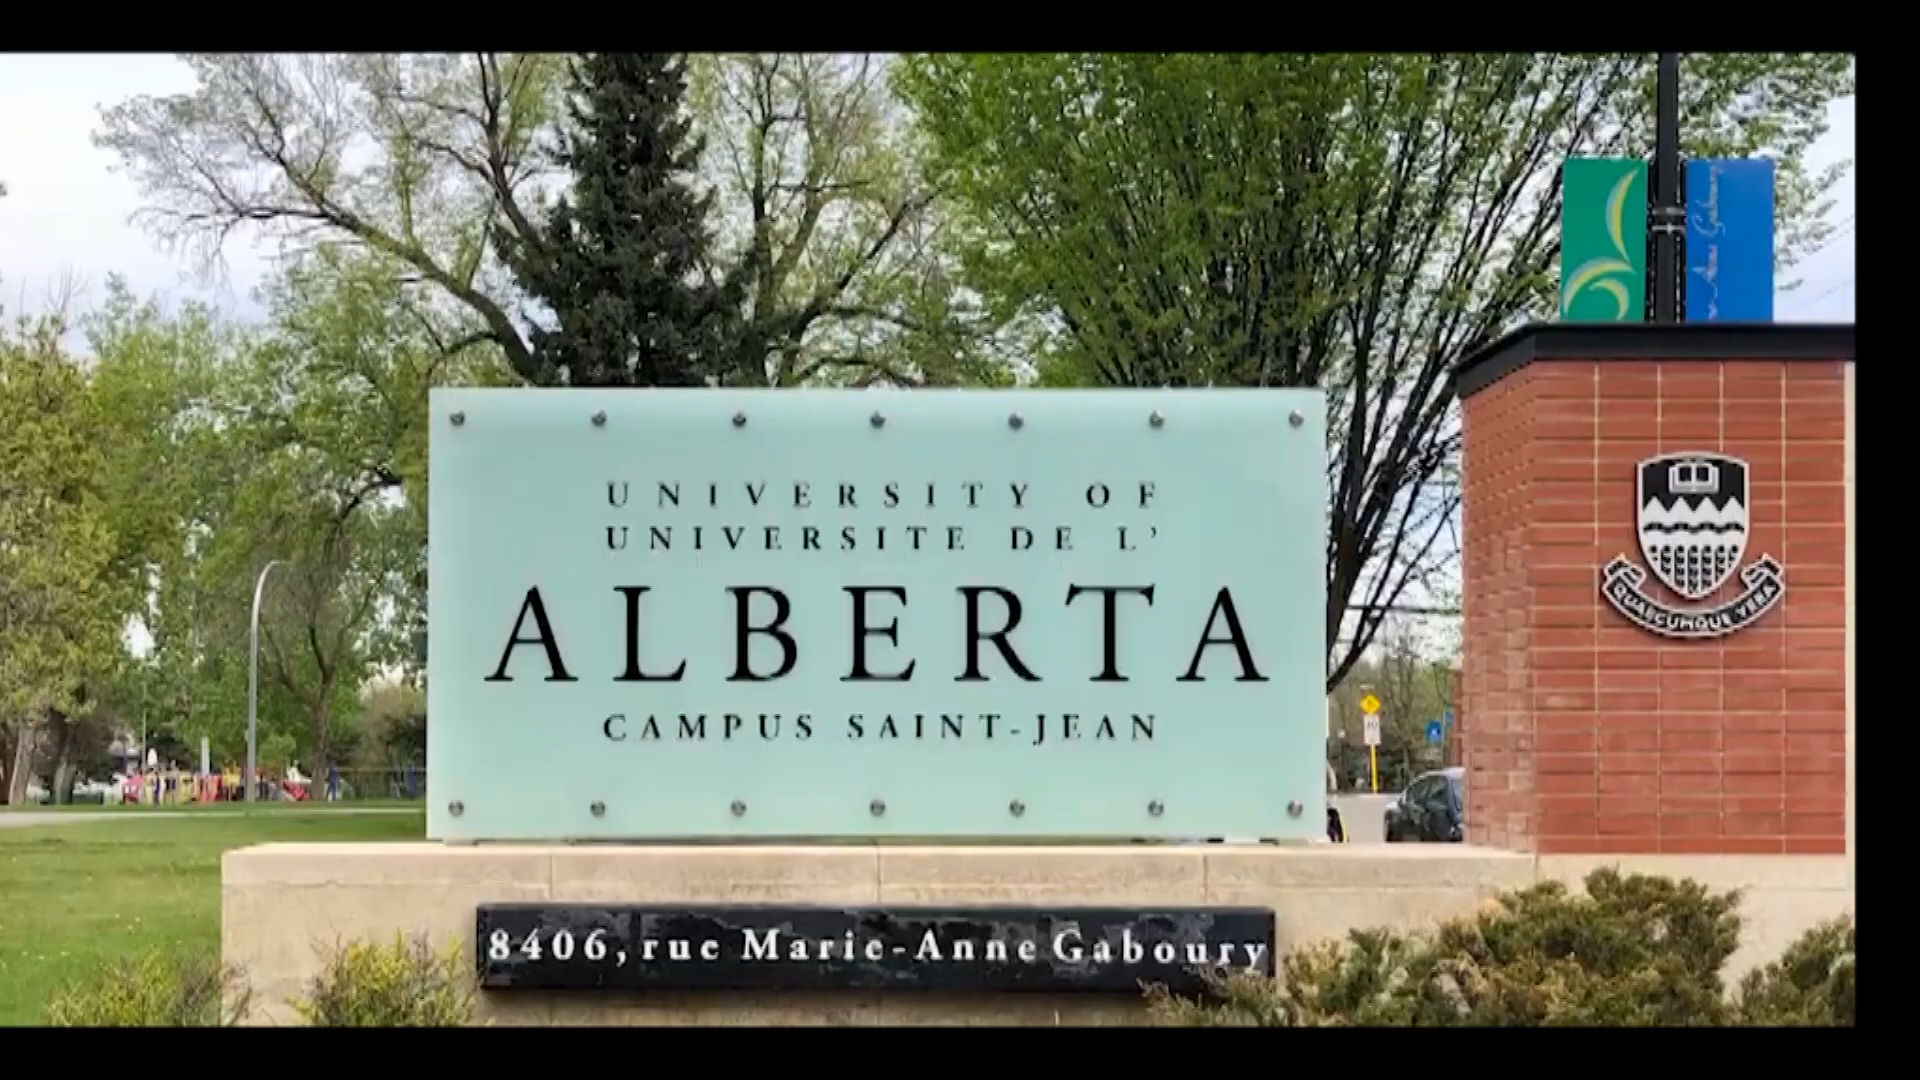 UNIVERSITY OF
UNIVERSITE DE L'
ALBERTA
CAMPUS SAINT-JEAN
8406, rue Marie-Anne Gaboury
QUAECUMQUE VERA